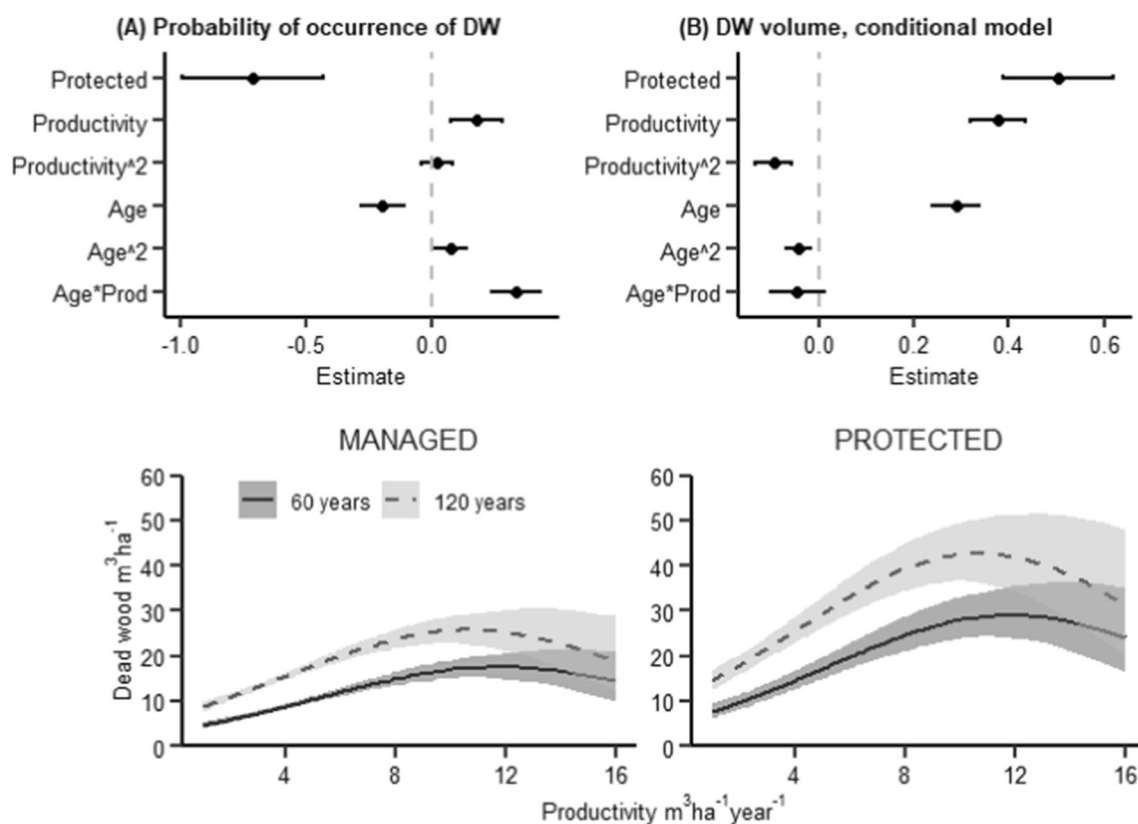 (A) Probability of occurrence of DW
Protected
Productivity
Productivity^2
Age
Age^2
Age*Prod
-1.0 -0.5 0.0
Estimate
(B) DW volume, conditional model
Protected
Productivity
Productivity^2
Age
Age^2
Age*Prod
0.0 0.2 0.4 0.6
Estimate
MANAGED
60 years 120 years
Dead wood m³ha⁻¹
60
50
40
30
20
10
0
4 8 12 16
PROTECTED
60
50
40
30
20
10
0
4 8 12 16
Productivity m³ha⁻¹year⁻¹